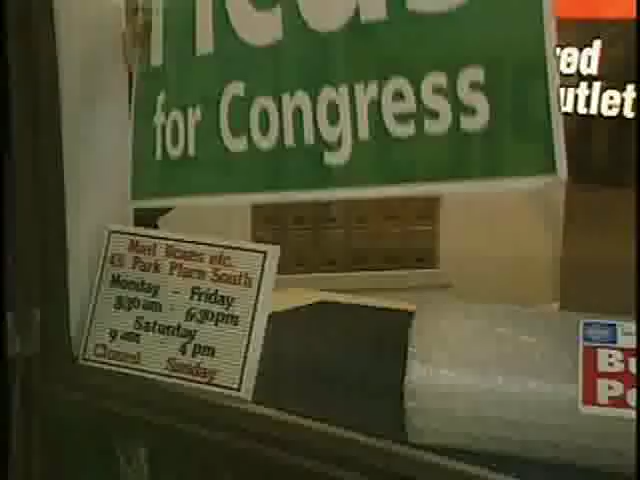 for Congress
red
utlet
Mail Boxes etc.
Park Place South
Monday - Friday
8:30 am - 6:30 pm
Saturday
9 am 4 pm
Closed Sunday